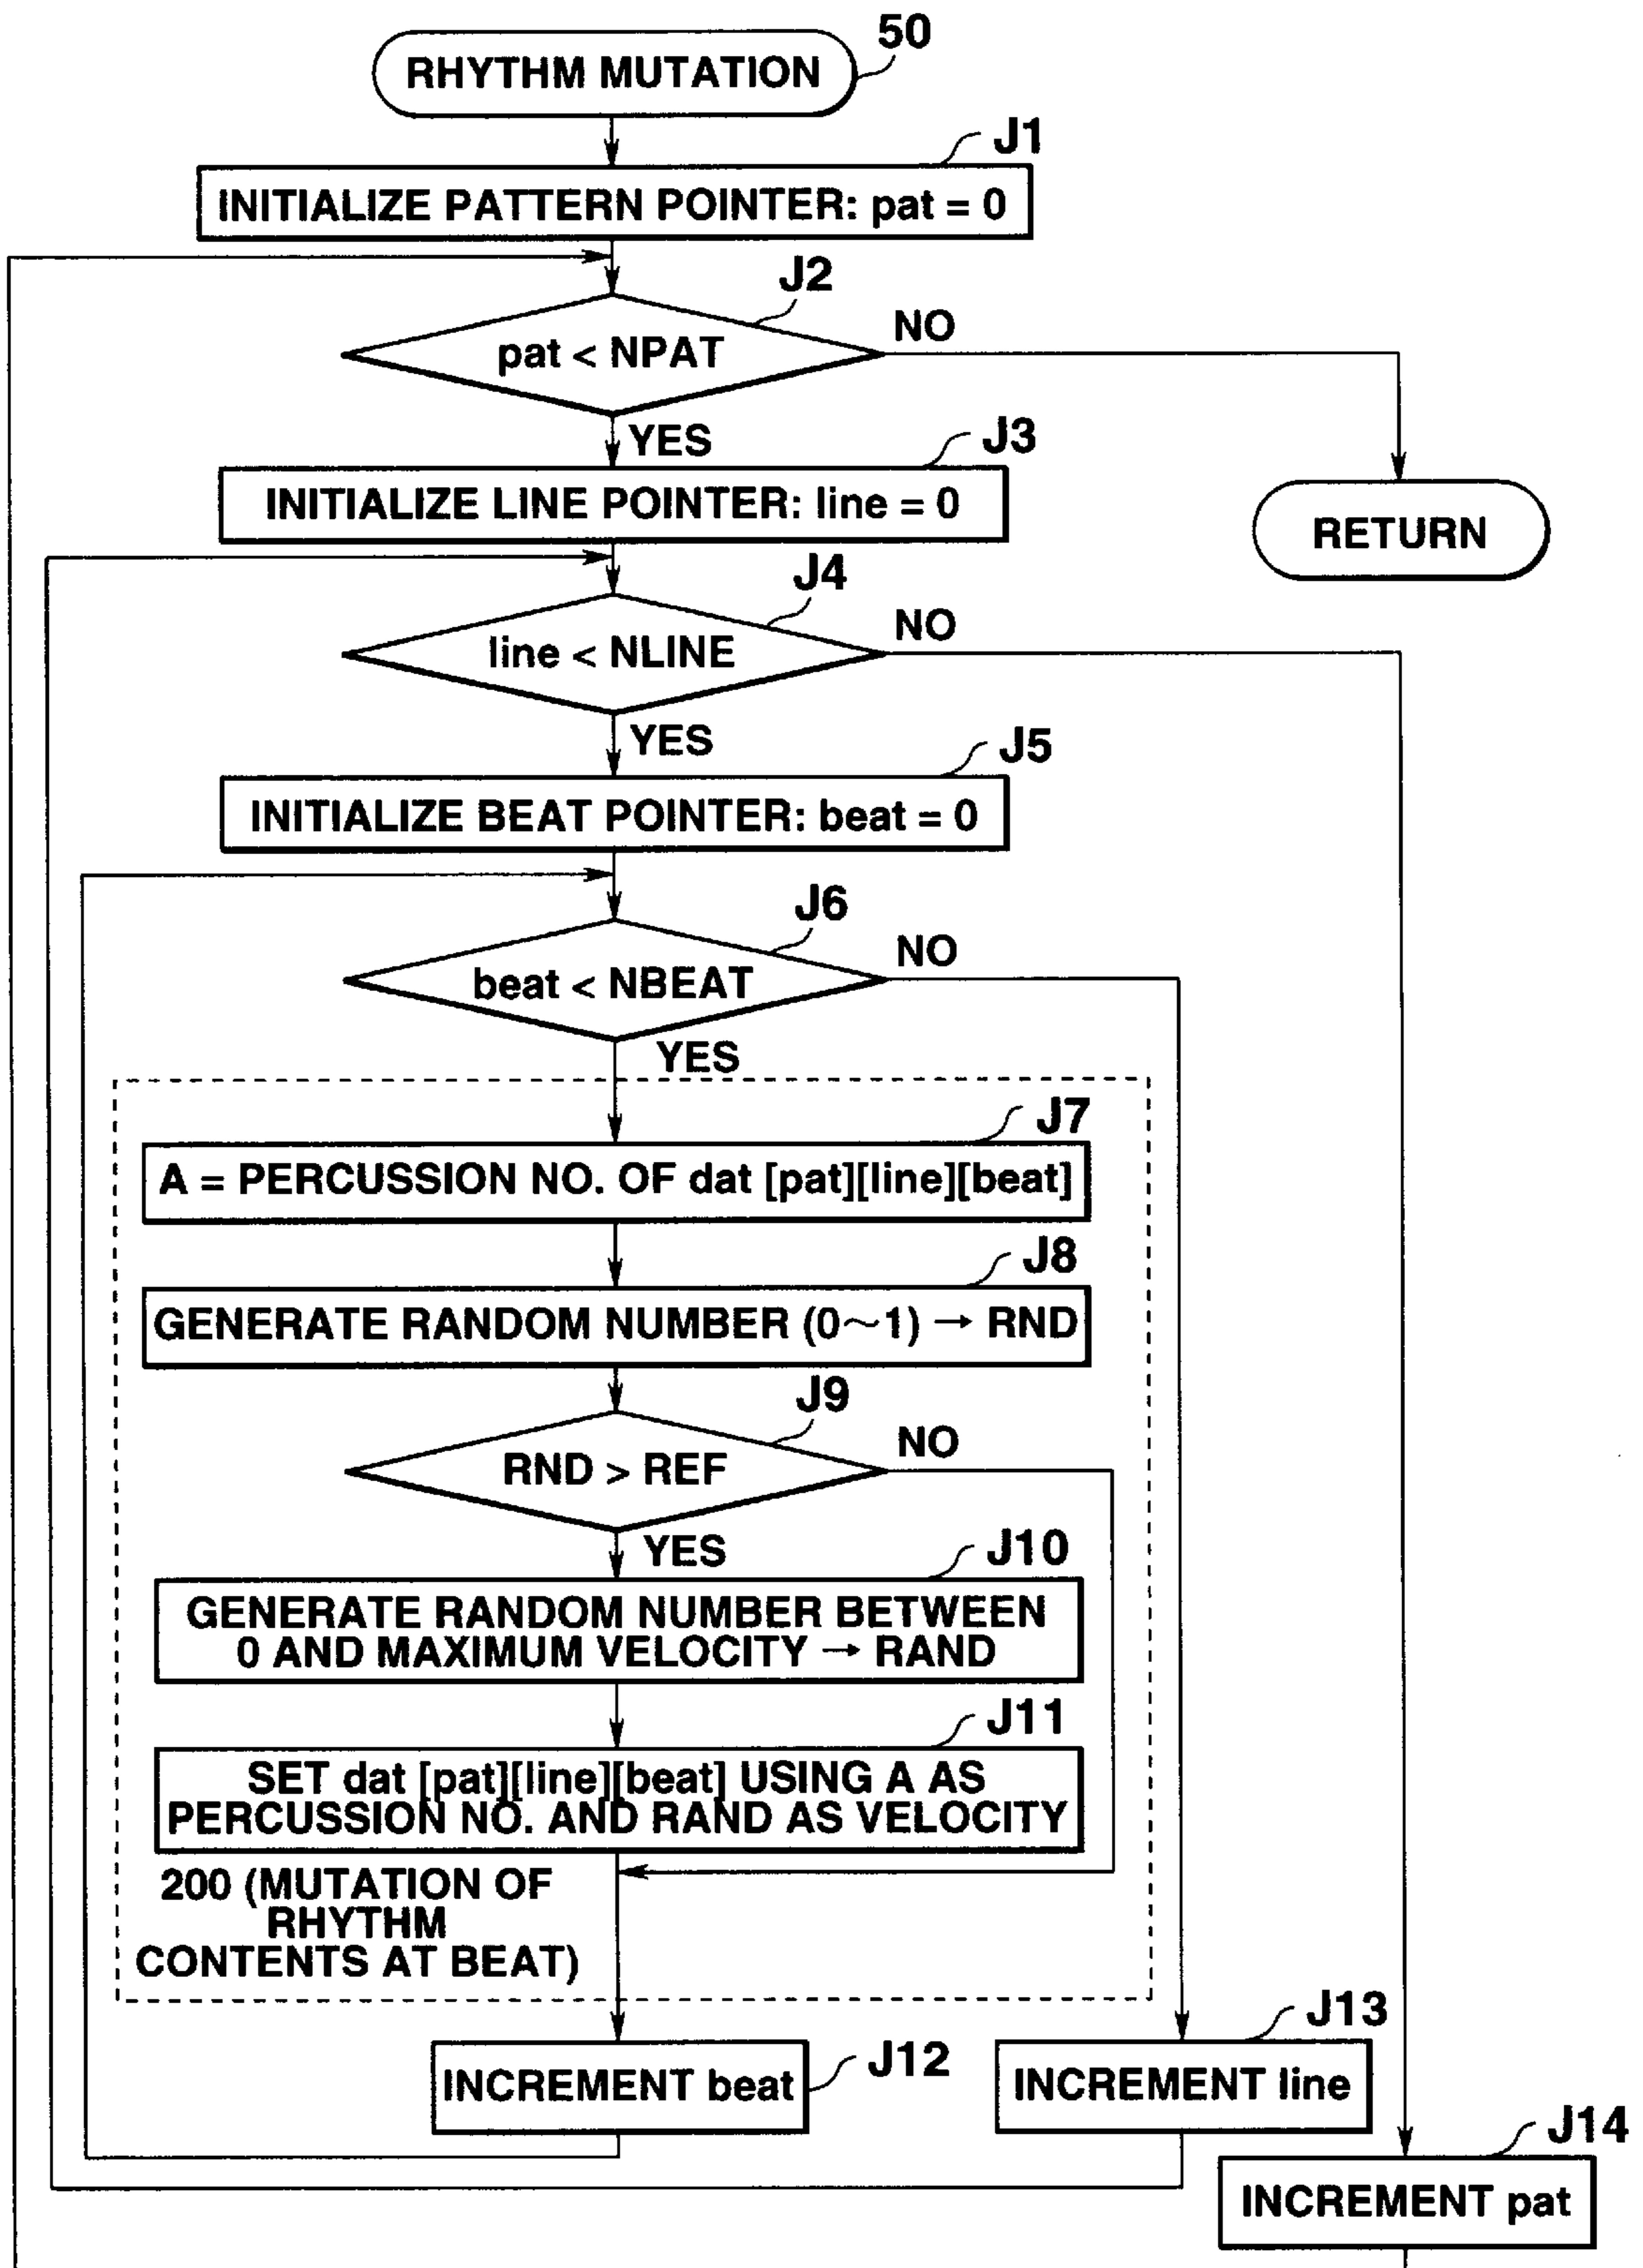 50
RHYTHM MUTATION
J1
INITIALIZE PATTERN POINTER: pat = 0
J2
pat < NPAT
NO
YES
J3
INITIALIZE LINE POINTER: line = 0
RETURN
J4
line < NLINE
NO
YES
J5
INITIALIZE BEAT POINTER: beat = 0
J6
beat < NBEAT
NO
YES
J7
A = PERCUSSION NO. OF dat [pat][line][beat]
J8
GENERATE RANDOM NUMBER (0~1) → RND
J9
RND > REF
NO
YES
J10
GENERATE RANDOM NUMBER BETWEEN
0 AND MAXIMUM VELOCITY → RAND
J11
SET dat [pat][line][beat] USING A AS
PERCUSSION NO. AND RAND AS VELOCITY
200 (MUTATION OF
RHYTHM
CONTENTS AT BEAT)
J12
INCREMENT beat
J13
INCREMENT line
J14
INCREMENT pat